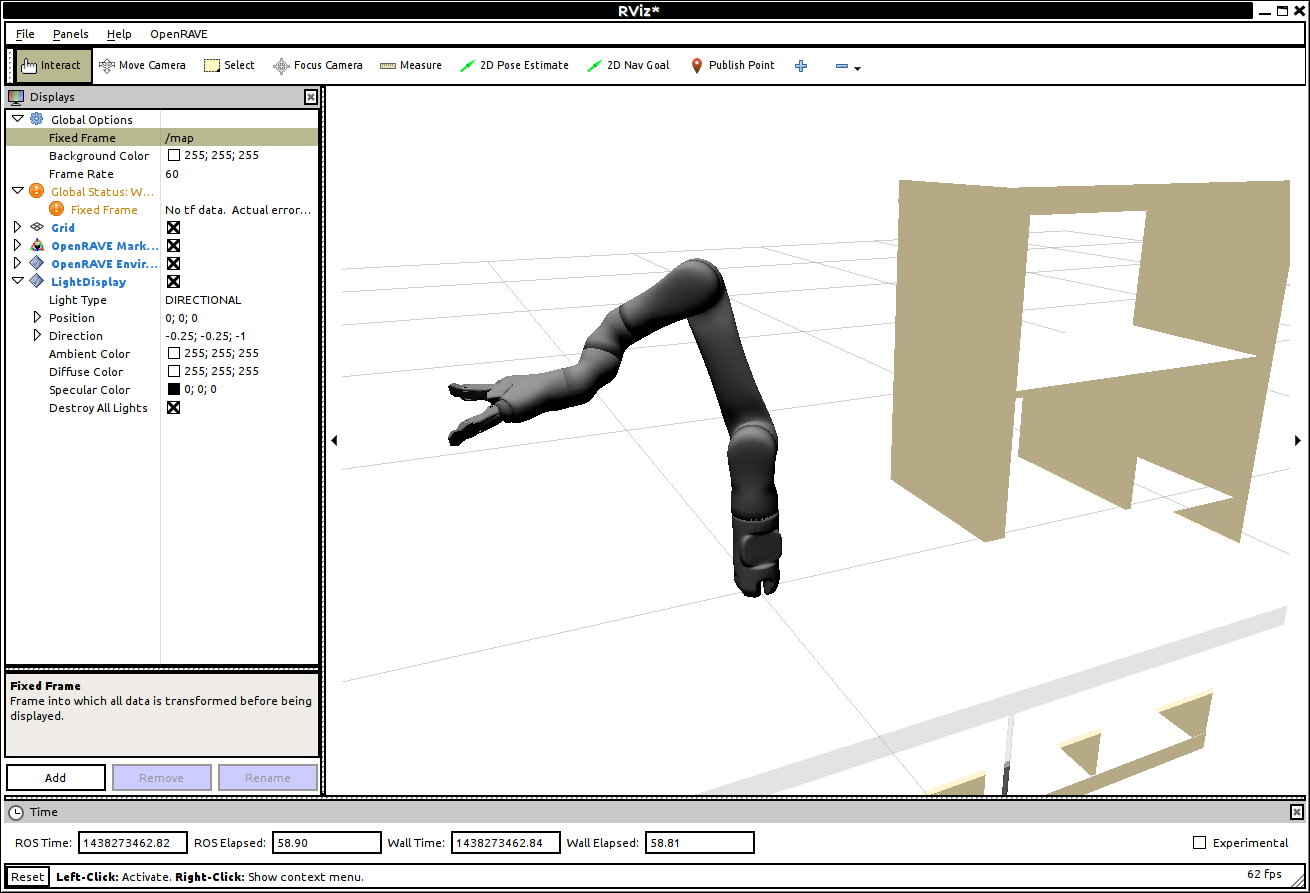 RViz*
File Panels Help OpenRAVE
Interact Move Camera Select Focus Camera Measure 2D Pose Estimate 2D Nav Goal Publish Point
Displays
Global Options
Fixed Frame /map
Background Color 255; 255; 255
Frame Rate 60
Global Status: W...
Fixed Frame No tf data. Actual error...
Grid
OpenRAVE Mark...
OpenRAVE Envir...
LightDisplay
Light Type DIRECTIONAL
Position 0; 0; 0
Direction -0.25; -0.25; -1
Ambient Color 255; 255; 255
Diffuse Color 255; 255; 255
Specular Color 0; 0; 0
Destroy All Lights
Fixed Frame
Frame into which all data is transformed before being
displayed.
Add Remove Rename
Time
ROS Time: 1438273462.82 ROS Elapsed: 58.90 Wall Time: 1438273462.84 Wall Elapsed: 58.81 Experimental
Reset Left-Click: Activate. Right-Click: Show context menu. 62 fps